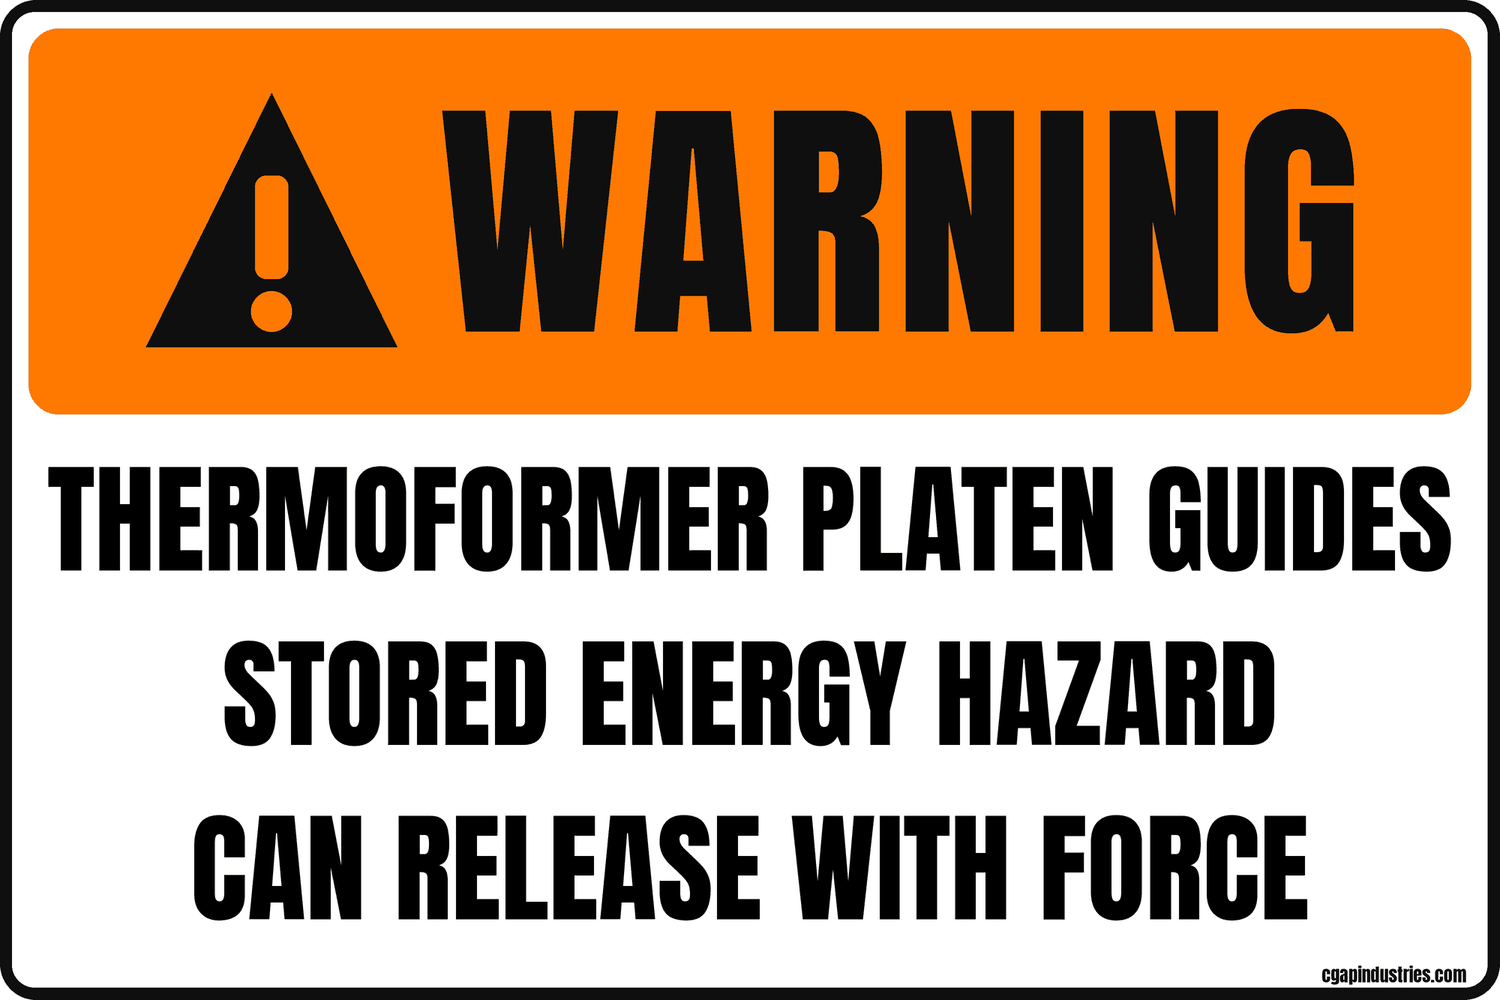 WARNING
THERMOFORMER PLATEN GUIDES
STORED ENERGY HAZARD
CAN RELEASE WITH FORCE
cgapindustries.com